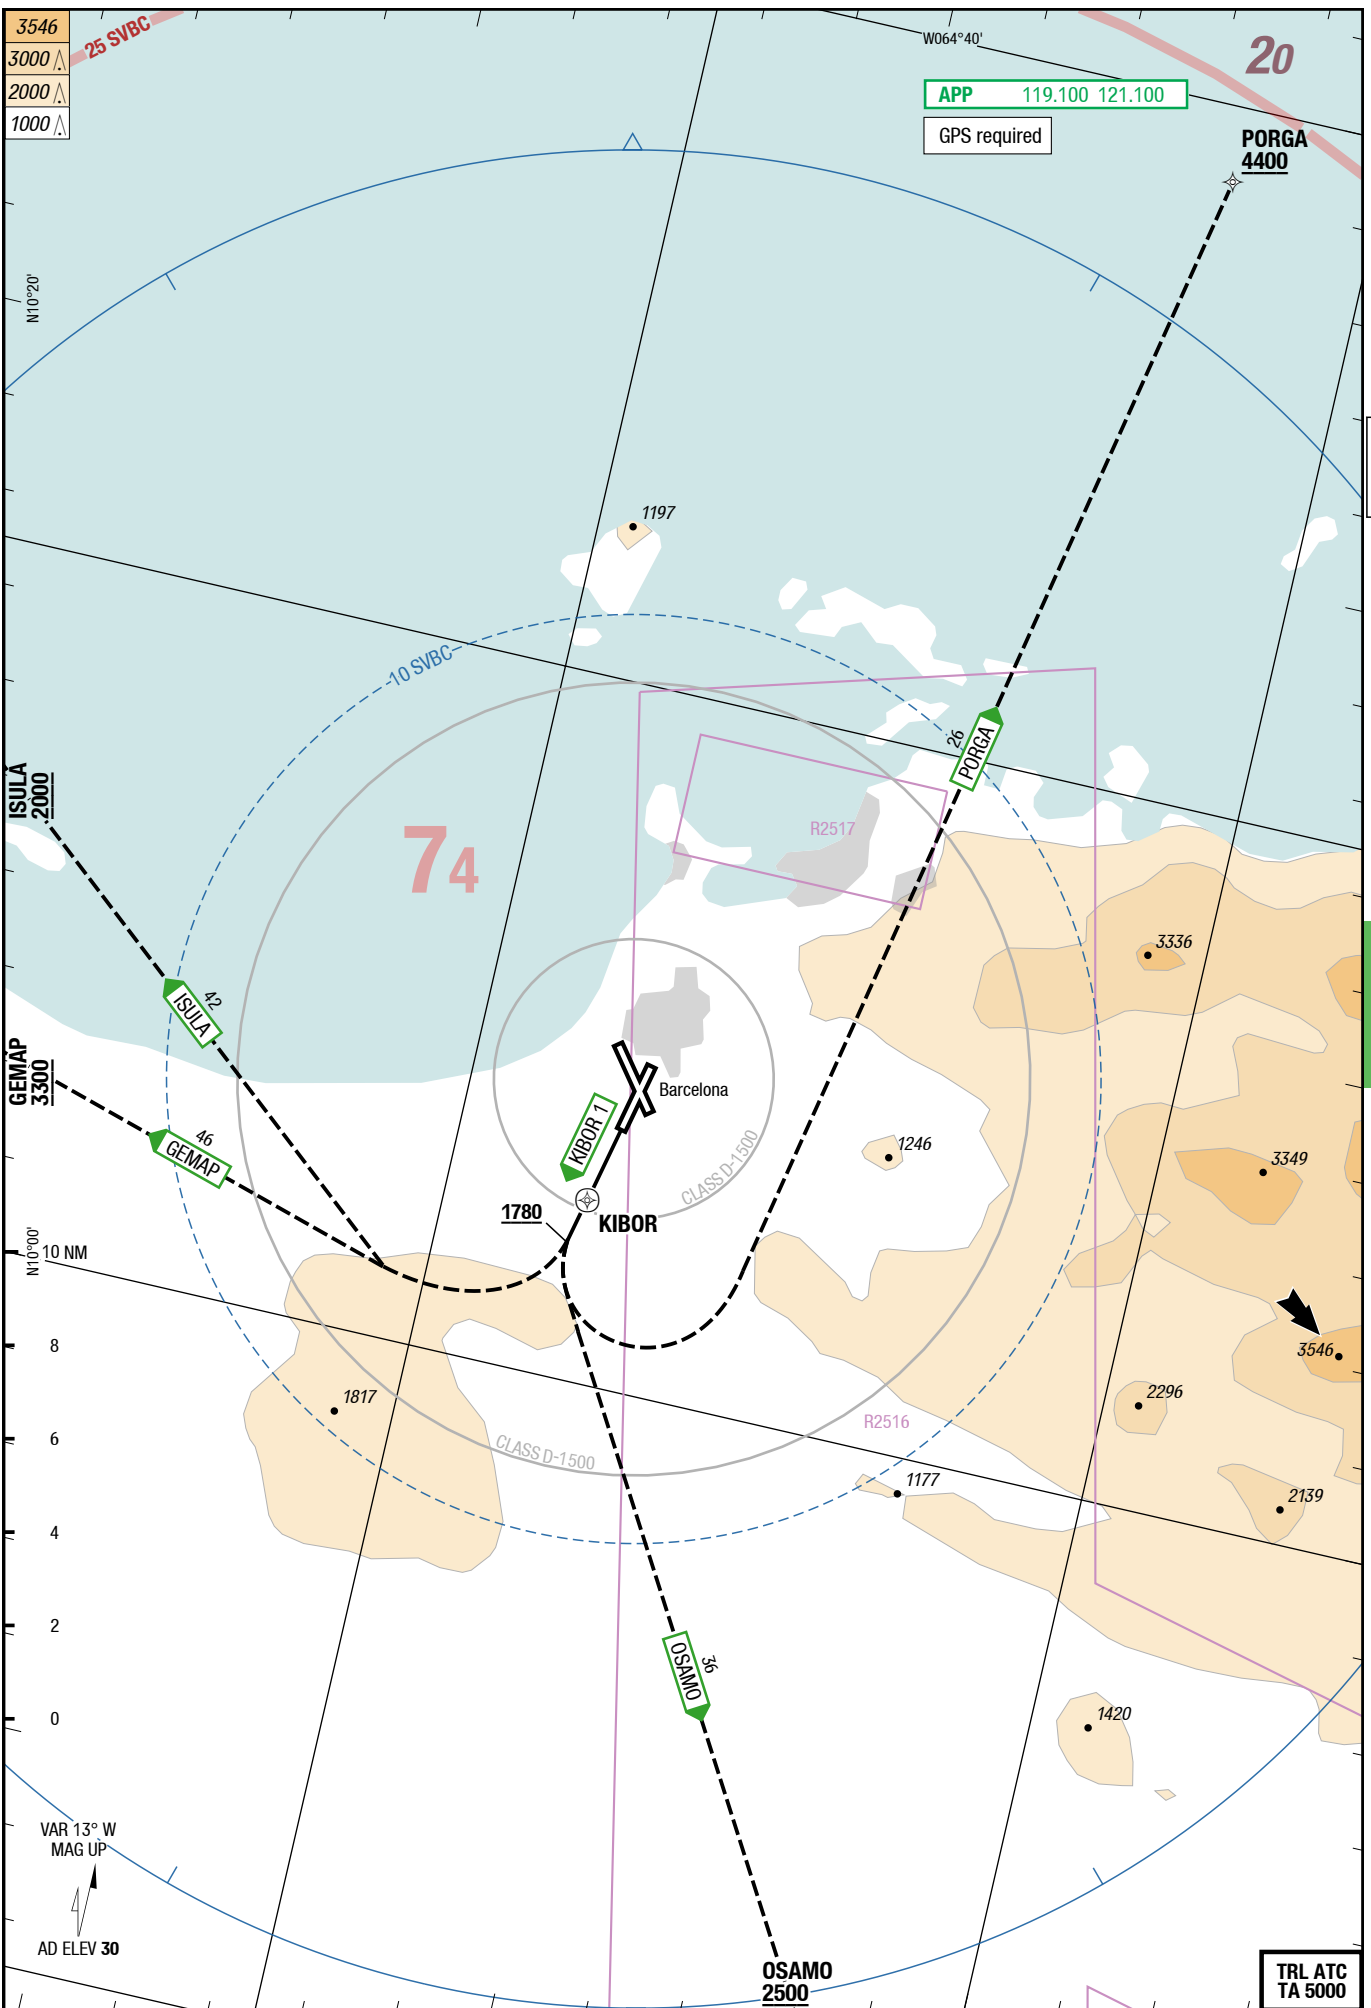 3546
3000
2000
1000
25 SVBC
W064°40'
20
APP 119.100 121.100
GPS required
PORGA
4400
N10°20'
1197
10 SVBC
26
PORGA
ISULA
2000
R2517
74
3336
42
ISULA
GEMAP
3300
Barcelona
KIBOR 1
46
GEMAP
CLASS D-1500
1246
3349
1780
KIBOR
N10°00'
10 NM
8
3546
1817
2296
R2516
6
CLASS D-1500
1177
2139
4
2
OSAMO
36
0
1420
VAR 13° W
MAG UP
AD ELEV 30
OSAMO
2500
TRL ATC
TA 5000